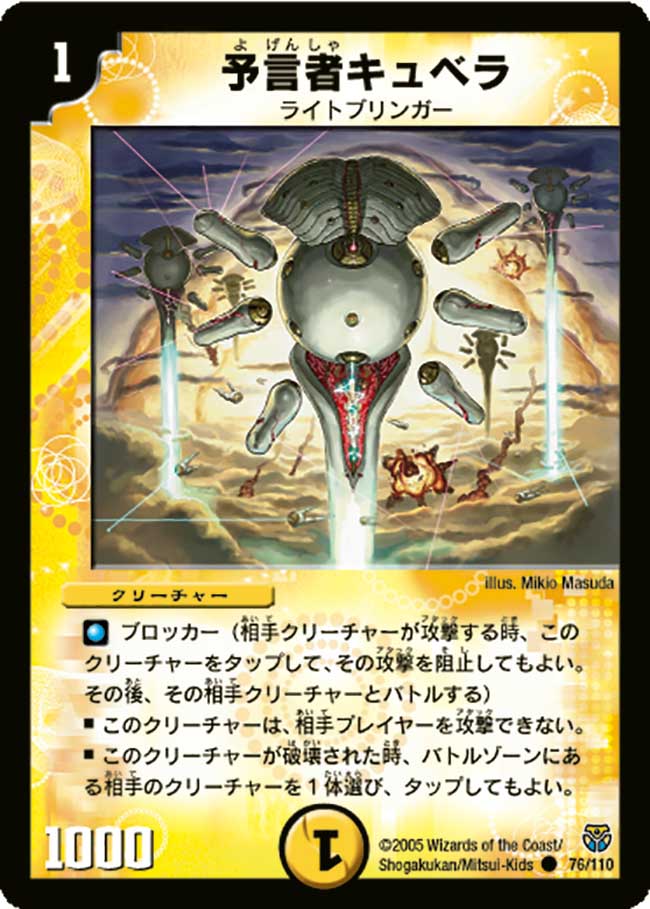 1
よげんしゃ
予言者キュベラ
ライトブリンガー
illus. Mikio Masuda
クリーチャー
ブロッカー（相手クリーチャーが攻撃する時、この
クリーチャーをタップして、その攻撃を阻止してもよい。
その後、その相手クリーチャーとバトルする）
■ このクリーチャーは、相手プレイヤーを攻撃できない。
■ このクリーチャーが破壊された時、バトルゾーンにあ
る相手のクリーチャーを1体選び、タップしてもよい。
1000
1
©2005 Wizards of the Coast/
Shogakukan/Mitsui-Kids ● 76/110